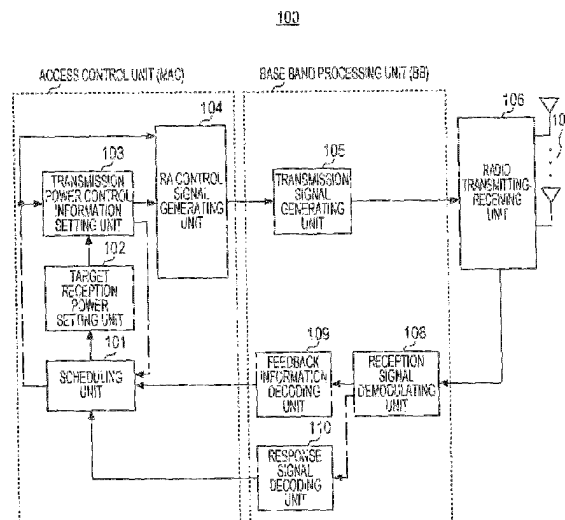 100
ACCESS CONTROL UNIT (MAC)
BASE BAND PROCESSING UNIT (BB)
104
106
103
105
10
RA CONTROL
SIGNAL
GENERATING
UNIT
TRANSMISSION
POWER CONTROL
INFORMATION
SETTING UNIT
TRANSMISSION
SIGNAL
GENERATING
UNIT
RADIO
TRANSMITTING-
RECEIVING
UNIT
102
TARGET
RECEPTION
POWER
SETTING UNIT
101
SCHEDULING
UNIT
109
FEEDBACK
INFORMATION
DECODING
UNIT
108
RECEPTION
SIGNAL
DEMODULATING
UNIT
110
RESPONSE
SIGNAL
DECODING
UNIT